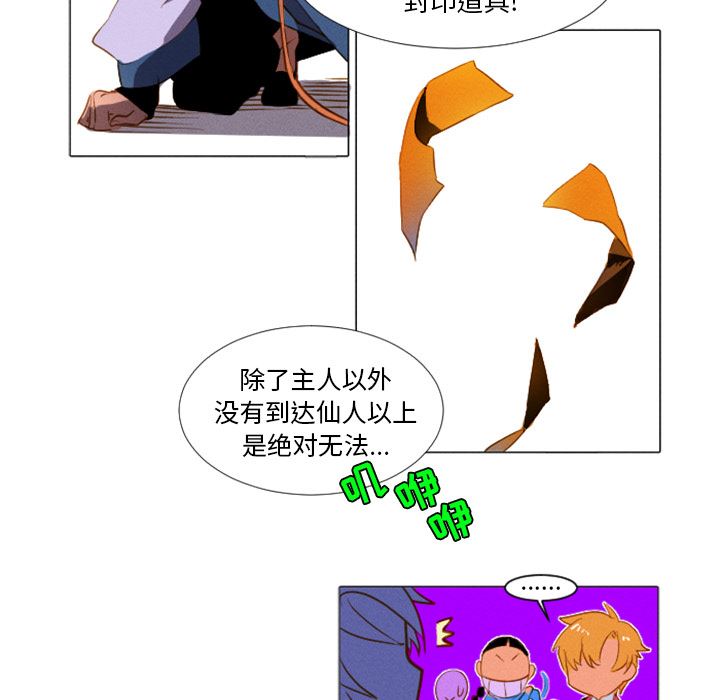 封印道具!
除了主人以外
没有到达仙人以上
是绝对无法...
叽 咿 咿
......